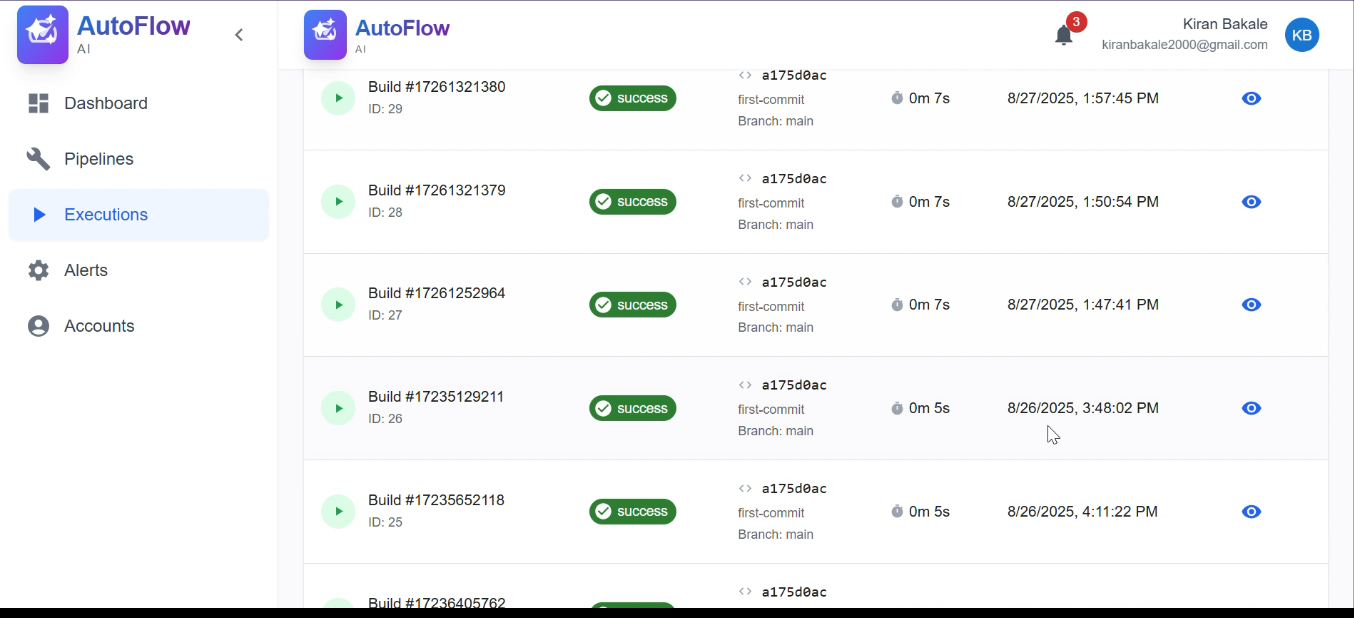 AutoFlow
AI
Dashboard
Pipelines
Executions
Alerts
Accounts
AutoFlow
AI
3
Kiran Bakale
kiranbakale2000@gmail.com
KB
Build #17261321380
ID: 29
success
<> a175d0ac
first-commit
Branch: main
0m 7s
8/27/2025, 1:57:45 PM
Build #17261321379
ID: 28
success
<> a175d0ac
first-commit
Branch: main
0m 7s
8/27/2025, 1:50:54 PM
Build #17261252964
ID: 27
success
<> a175d0ac
first-commit
Branch: main
0m 7s
8/27/2025, 1:47:41 PM
Build #17235129211
ID: 26
success
<> a175d0ac
first-commit
Branch: main
0m 5s
8/26/2025, 3:48:02 PM
Build #17235652118
ID: 25
success
<> a175d0ac
first-commit
Branch: main
0m 5s
8/26/2025, 4:11:22 PM
Build #17236405762
<> a175d0ac